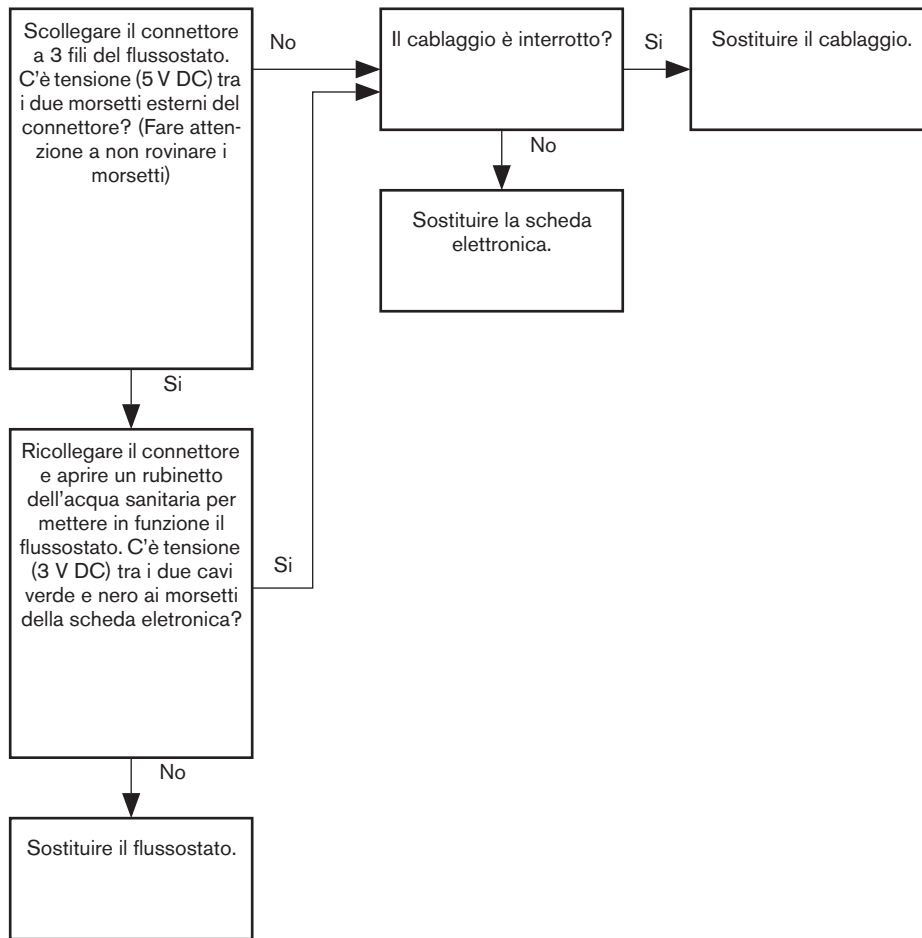 Scollegare il connettore
a 3 fili del flussostato.
C'è tensione (5 V DC) tra
i due morsetti esterni del
connettore? (Fare atten-
zione a non rovinare i
morsetti)
No
Il cablaggio è interrotto?
Si
Sostituire il cablaggio.
No
Sostituire la scheda
elettronica.
Si
Ricollegare il connettore
e aprire un rubinetto
dell'acqua sanitaria per
mettere in funzione il
flussostato. C'è tensione
(3 V DC) tra i due cavi
verde e nero ai morsetti
della scheda eletronica?
Si
No
Sostituire il flussostato.